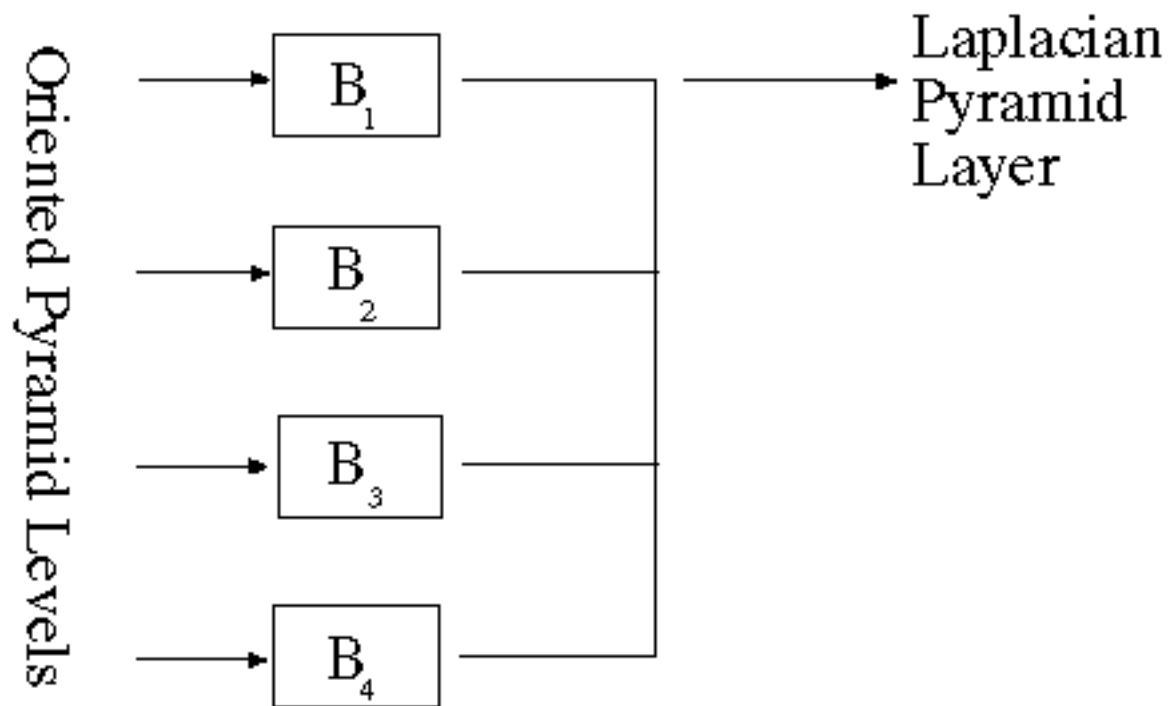 Oriented Pyramid Levels
B1
B2
B3
B4
Laplacian
Pyramid
Layer